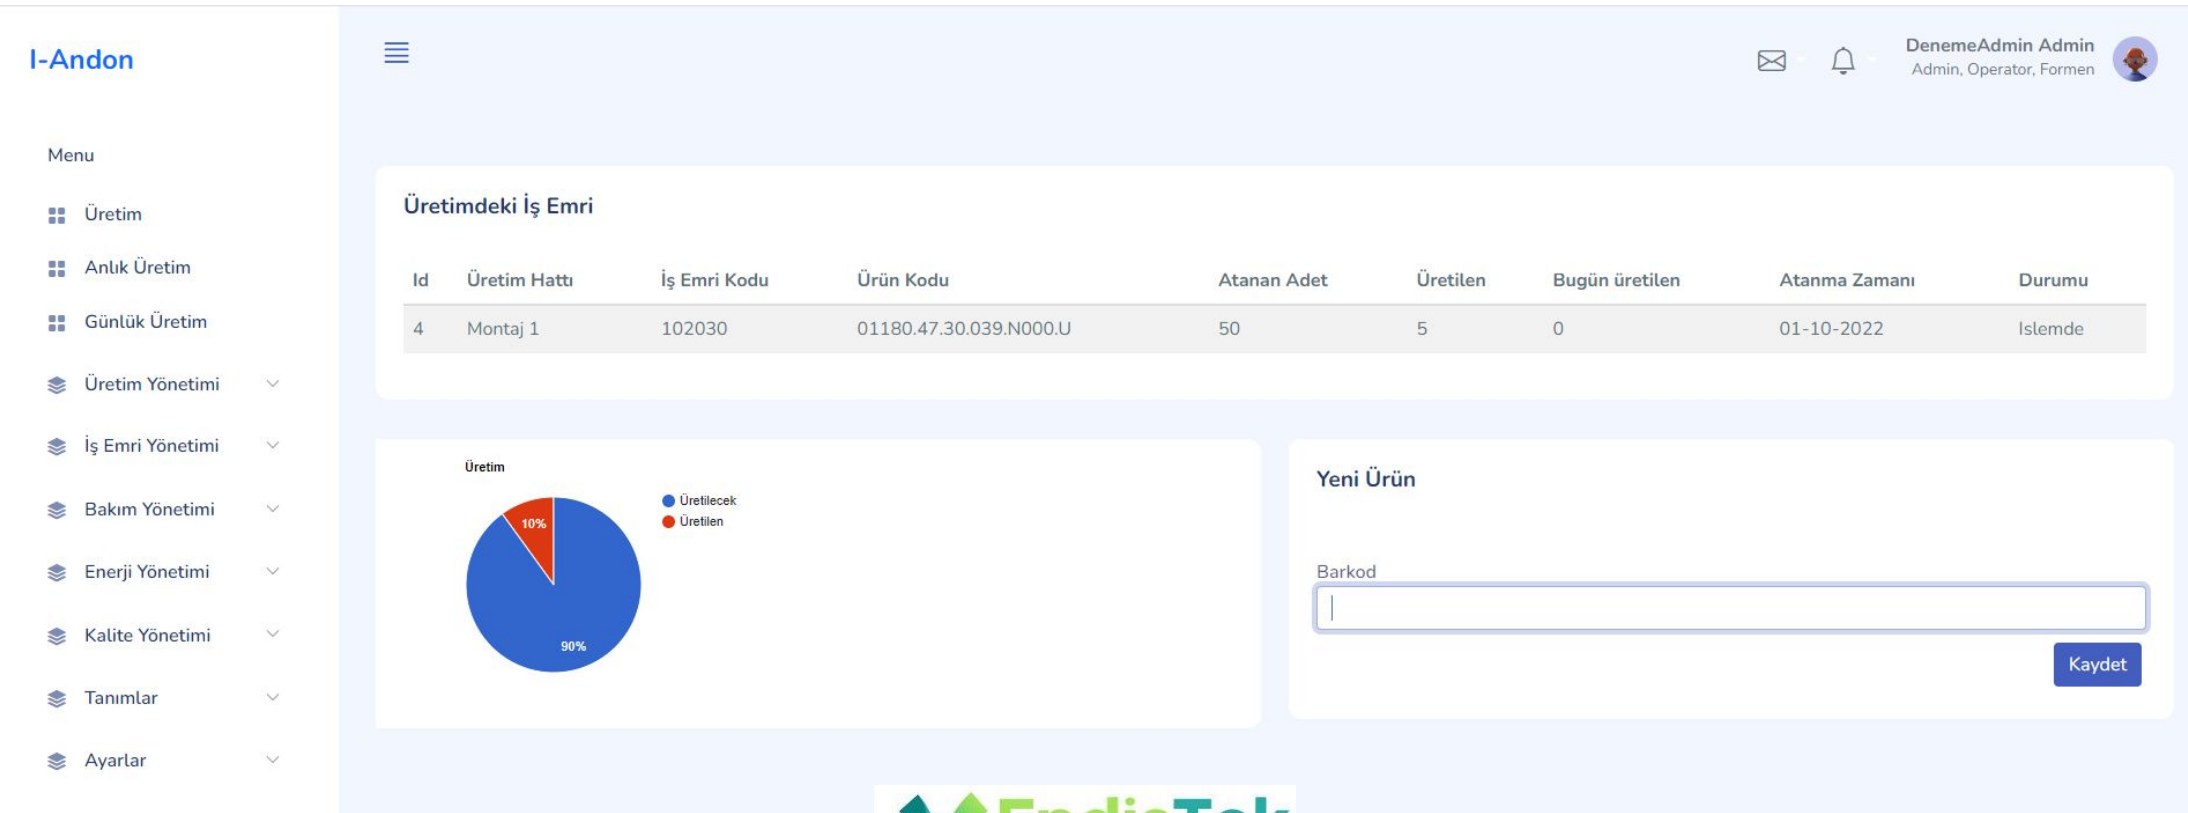 I-Andon
DenemeAdmin Admin
Admin, Operator, Formen
Menu
Üretim
Anlık Üretim
Günlük Üretim
Üretim Yönetimi
İş Emri Yönetimi
Bakım Yönetimi
Enerji Yönetimi
Kalite Yönetimi
Tanımlar
Ayarlar
Üretimdeki İş Emri
Id Üretim Hattı İş Emri Kodu Ürün Kodu Atanan Adet Üretilen Bugün üretilen Atanma Zamanı Durumu
4 Montaj 1 102030 01180.47.30.039.N000.U 50 5 0 01-10-2022 Islemde
Üretim
Üretilecek
Üretilen
10%
90%
Yeni Ürün
Barkod
Kaydet